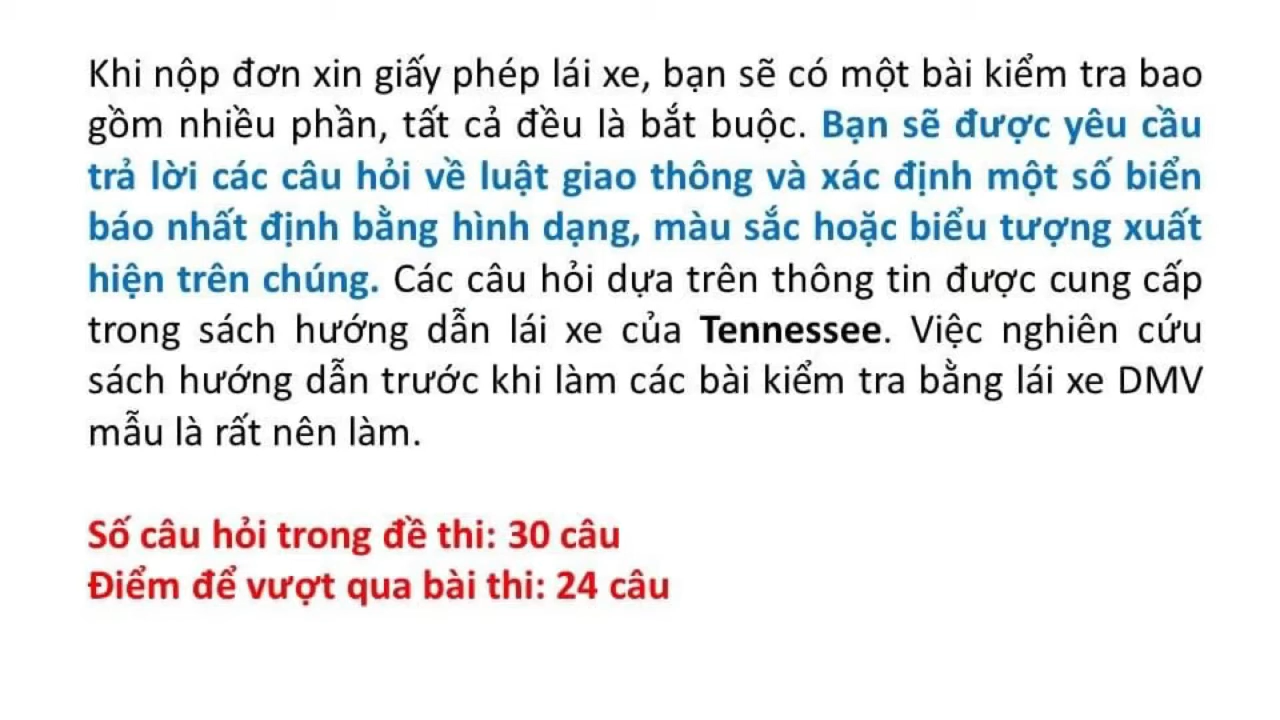 Khi nộp đơn xin giấy phép lái xe, bạn sẽ có một bài kiểm tra bao
gồm nhiều phần, tất cả đều là bắt buộc. Bạn sẽ được yêu cầu
trả lời các câu hỏi về luật giao thông và xác định một số biển
báo nhất định bằng hình dạng, màu sắc hoặc biểu tượng xuất
hiện trên chúng. Các câu hỏi dựa trên thông tin được cung cấp
trong sách hướng dẫn lái xe của Tennessee. Việc nghiên cứu
sách hướng dẫn trước khi làm các bài kiểm tra bằng lái xe DMV
mẫu là rất nên làm.
Số câu hỏi trong đề thi: 30 câu
Điểm để vượt qua bài thi: 24 câu